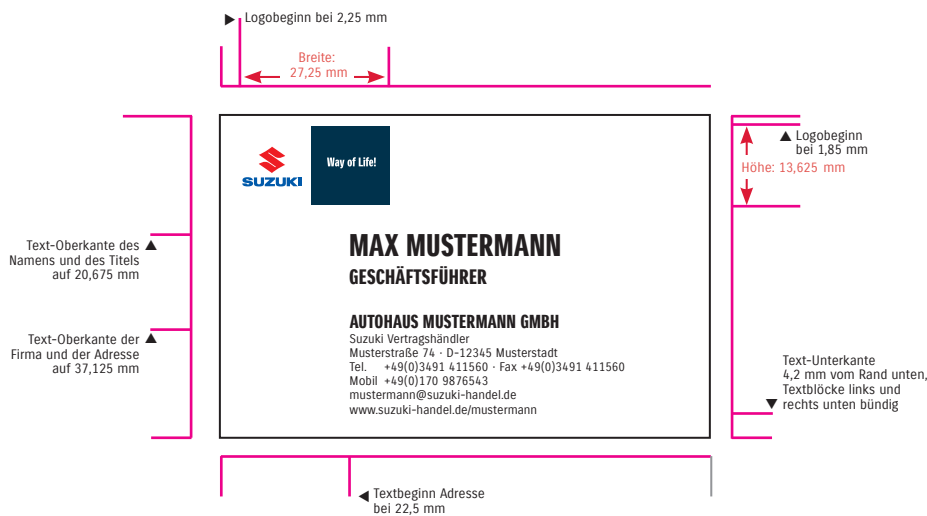 Logobeginn bei 2,25 mm
Breite:
27,25 mm
Logobeginn
bei 1,85 mm
Höhe: 13,625 mm
SUZUKI
Way of Life!
Text-Oberkante des
Namens und des Titels
auf 20,675 mm
MAX MUSTERMANN
GESCHÄFTSFÜHRER
Text-Oberkante der
Firma und der Adresse
auf 37,125 mm
AUTOHAUS MUSTERMANN GMBH
Suzuki Vertragshändler
Musterstraße 74 · D-12345 Musterstadt
Tel. +49(0)3491 411560 · Fax +49(0)3491 411560
Mobil +49(0)170 9876543
mustermann@suzuki-handel.de
www.suzuki-handel.de/mustermann
Text-Unterkante
4,2 mm vom Rand unten,
Textblöcke links und
rechts unten bündig
Textbeginn Adresse
bei 22,5 mm